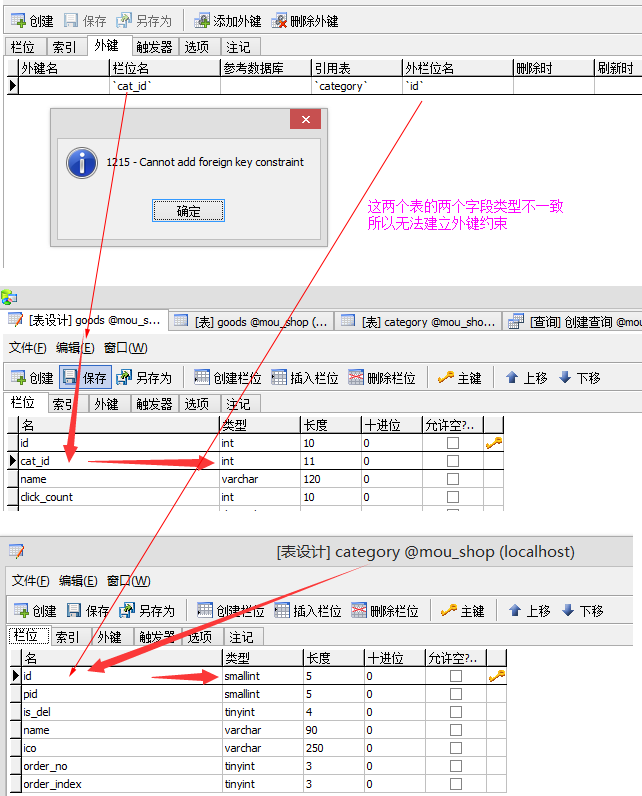 创建 保存 另存为 添加外键 删除外键
栏位 索引 外键 触发器 选项 注记
外键名 栏位名 参考数据库 引用表 外栏位名 删除时 刷新时
`cat_id` `category` `id`
1215 - Cannot add foreign key constraint
确定
这两个表的两个字段类型不一致
所以无法建立外键约束
[表设计] goods @mou_s... [表] goods @mou_shop (... [表] category @mou_sho... [查询] 创建查询 @mou
文件(F) 编辑(E) 窗口(W)
创建 保存 另存为 创建栏位 插入栏位 删除栏位 主键 上移 下移
栏位 索引 外键 触发器 选项 注记
名 类型 长度 十进位 允许空?..
id int 10 0
cat_id int 11 0
name varchar 120 0
click_count int 10 0
[表设计] category @mou_shop (localhost)
文件(F) 编辑(E) 窗口(W)
创建 保存 另存为 创建栏位 插入栏位 删除栏位 主键 上移 下移
栏位 索引 外键 触发器 选项 注记
名 类型 长度 十进位 允许空?..
id smallint 5 0
pid smallint 5 0
is_del tinyint 4 0
name varchar 90 0
ico varchar 250 0
order_no tinyint 3 0
order_index tinyint 3 0